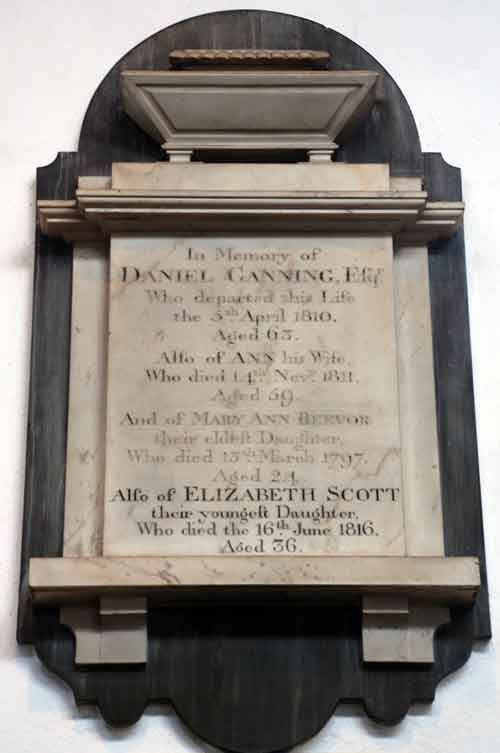 In Memory of
DANIEL CANNING, Eſqr.
Who departed this Life
the 5th April 1810.
Aged 63.
Alſo of ANN his Wife,
Who died 14th Novr. 1811.
Aged 59.
And of MARY ANN BEEVOR
their eldeſt Daughter,
Who died 15th March 1797.
Aged 24.
Alſo of ELIZABETH SCOTT
their youngeſt Daughter,
Who died the 16th June 1816.
Aged 36.